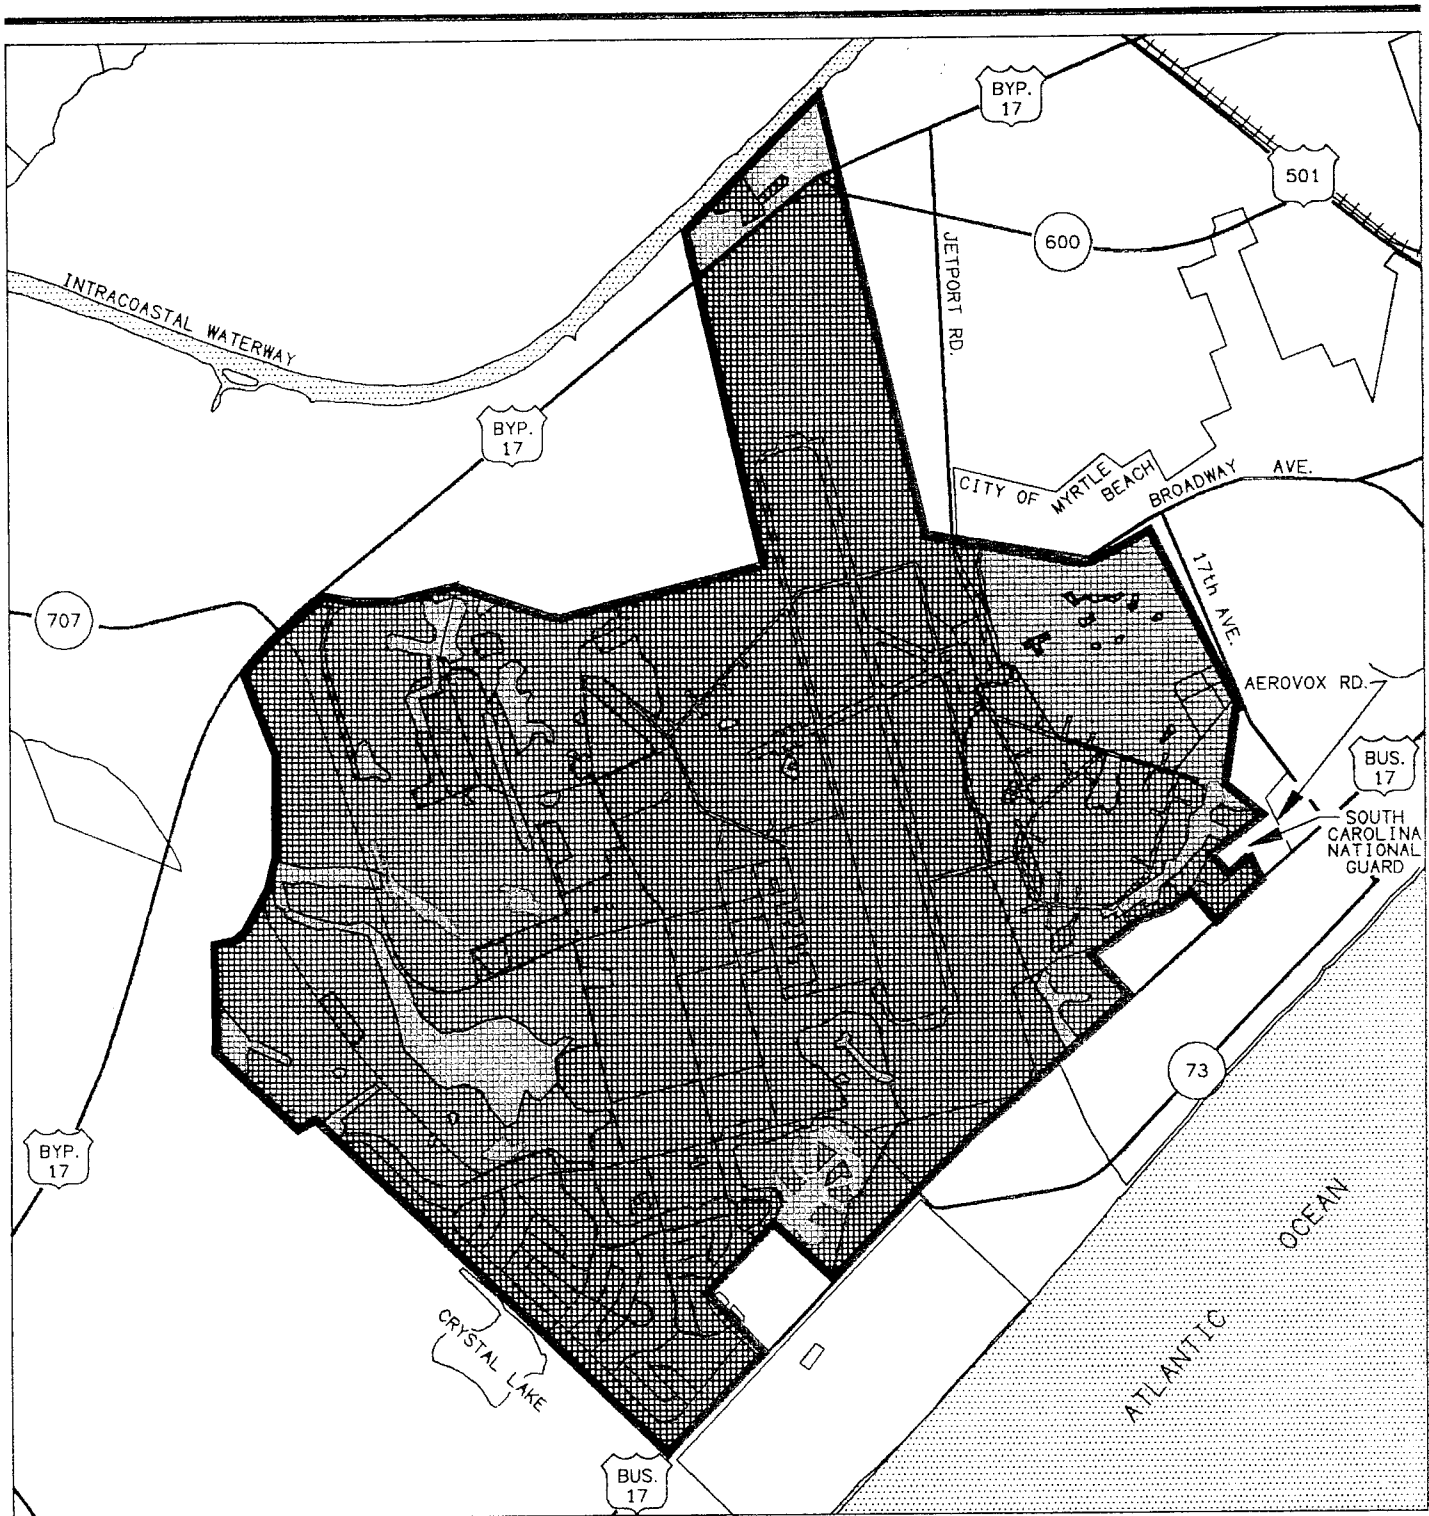 BYP.
17
501
600
JETPORT RD.
INTRACOASTAL WATERWAY
BYP.
17
CITY OF MYRTLE
BEACH
BROADWAY AVE.
17th AVE.
707
AEROVOX RD.
BUS.
17
SOUTH
CAROLINA
NATIONAL
GUARD
73
BYP.
17
OCEAN
ATLANTIC
CRYSTAL LAKE
BUS.
17